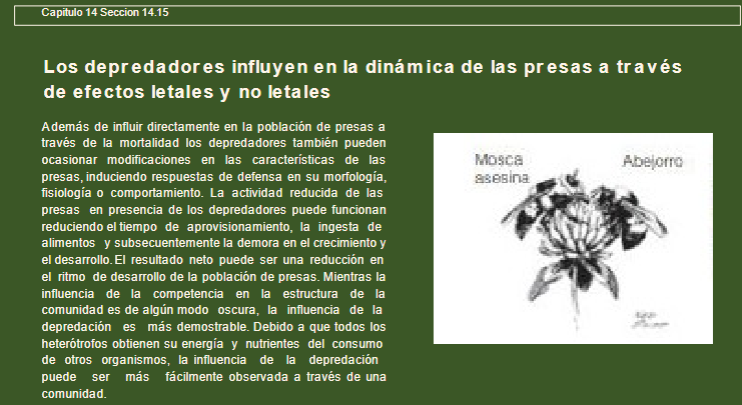 Capitulo 14 Seccion 14.15
Los depredadores influyen en la dinámica de las presas a través
de efectos letales y no letales
Además de influir directamente en la población de presas a
través de la mortalidad los depredadores también pueden
ocasionar modificaciones en las características de las
presas, induciendo respuestas de defensa en su morfología,
fisiología o comportamiento. La actividad reducida de las
presas en presencia de los depredadores puede funcionan
reduciendo el tiempo de aprovisionamiento, la ingesta de
alimentos y subsecuentemente la demora en el crecimiento y
el desarrollo. El resultado neto puede ser una reducción en
el ritmo de desarrollo de la población de presas. Mientras la
influencia de la competencia en la estructura de la
comunidad es de algún modo oscura, la influencia de la
depredación es más demostrable. Debido a que todos los
heterótrofos obtienen su energía y nutrientes del consumo
de otros organismos, la influencia de la depredación
puede ser más fácilmente observada a través de una
comunidad.
Mosca
asesina
Abejorro